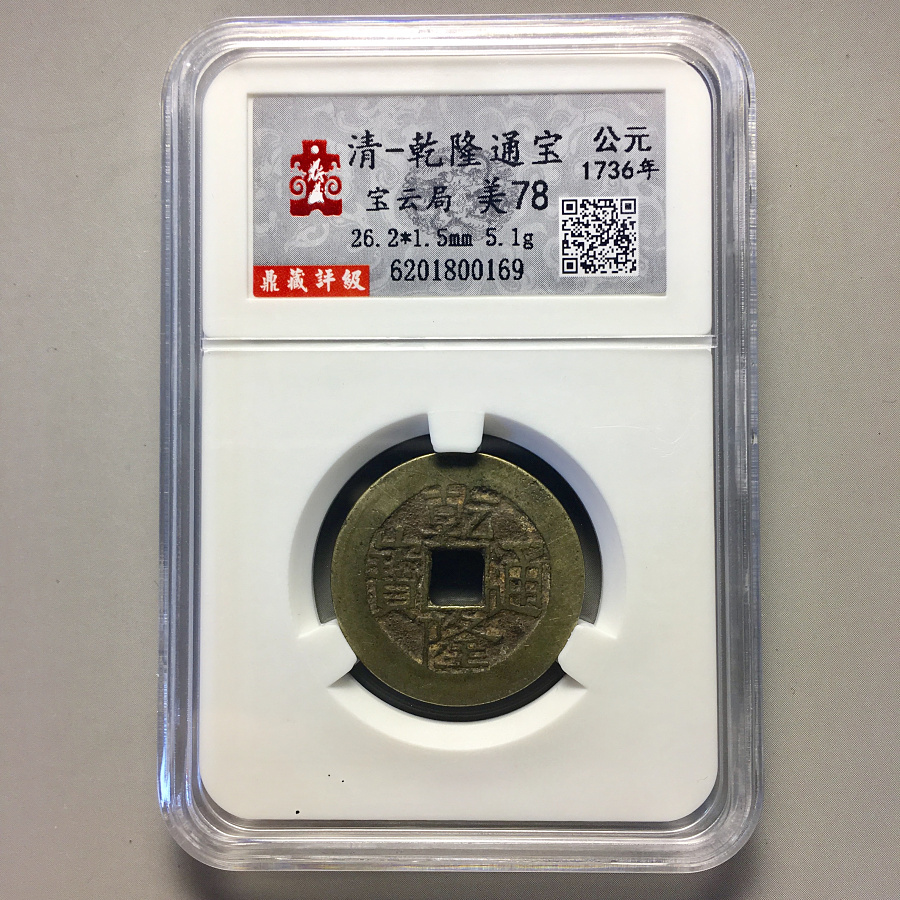 清-乾隆通宝
公元
1736年
宝云局 美78
26.2*1.5mm 5.1g
鼎藏評級
6201800169
乾隆通寶